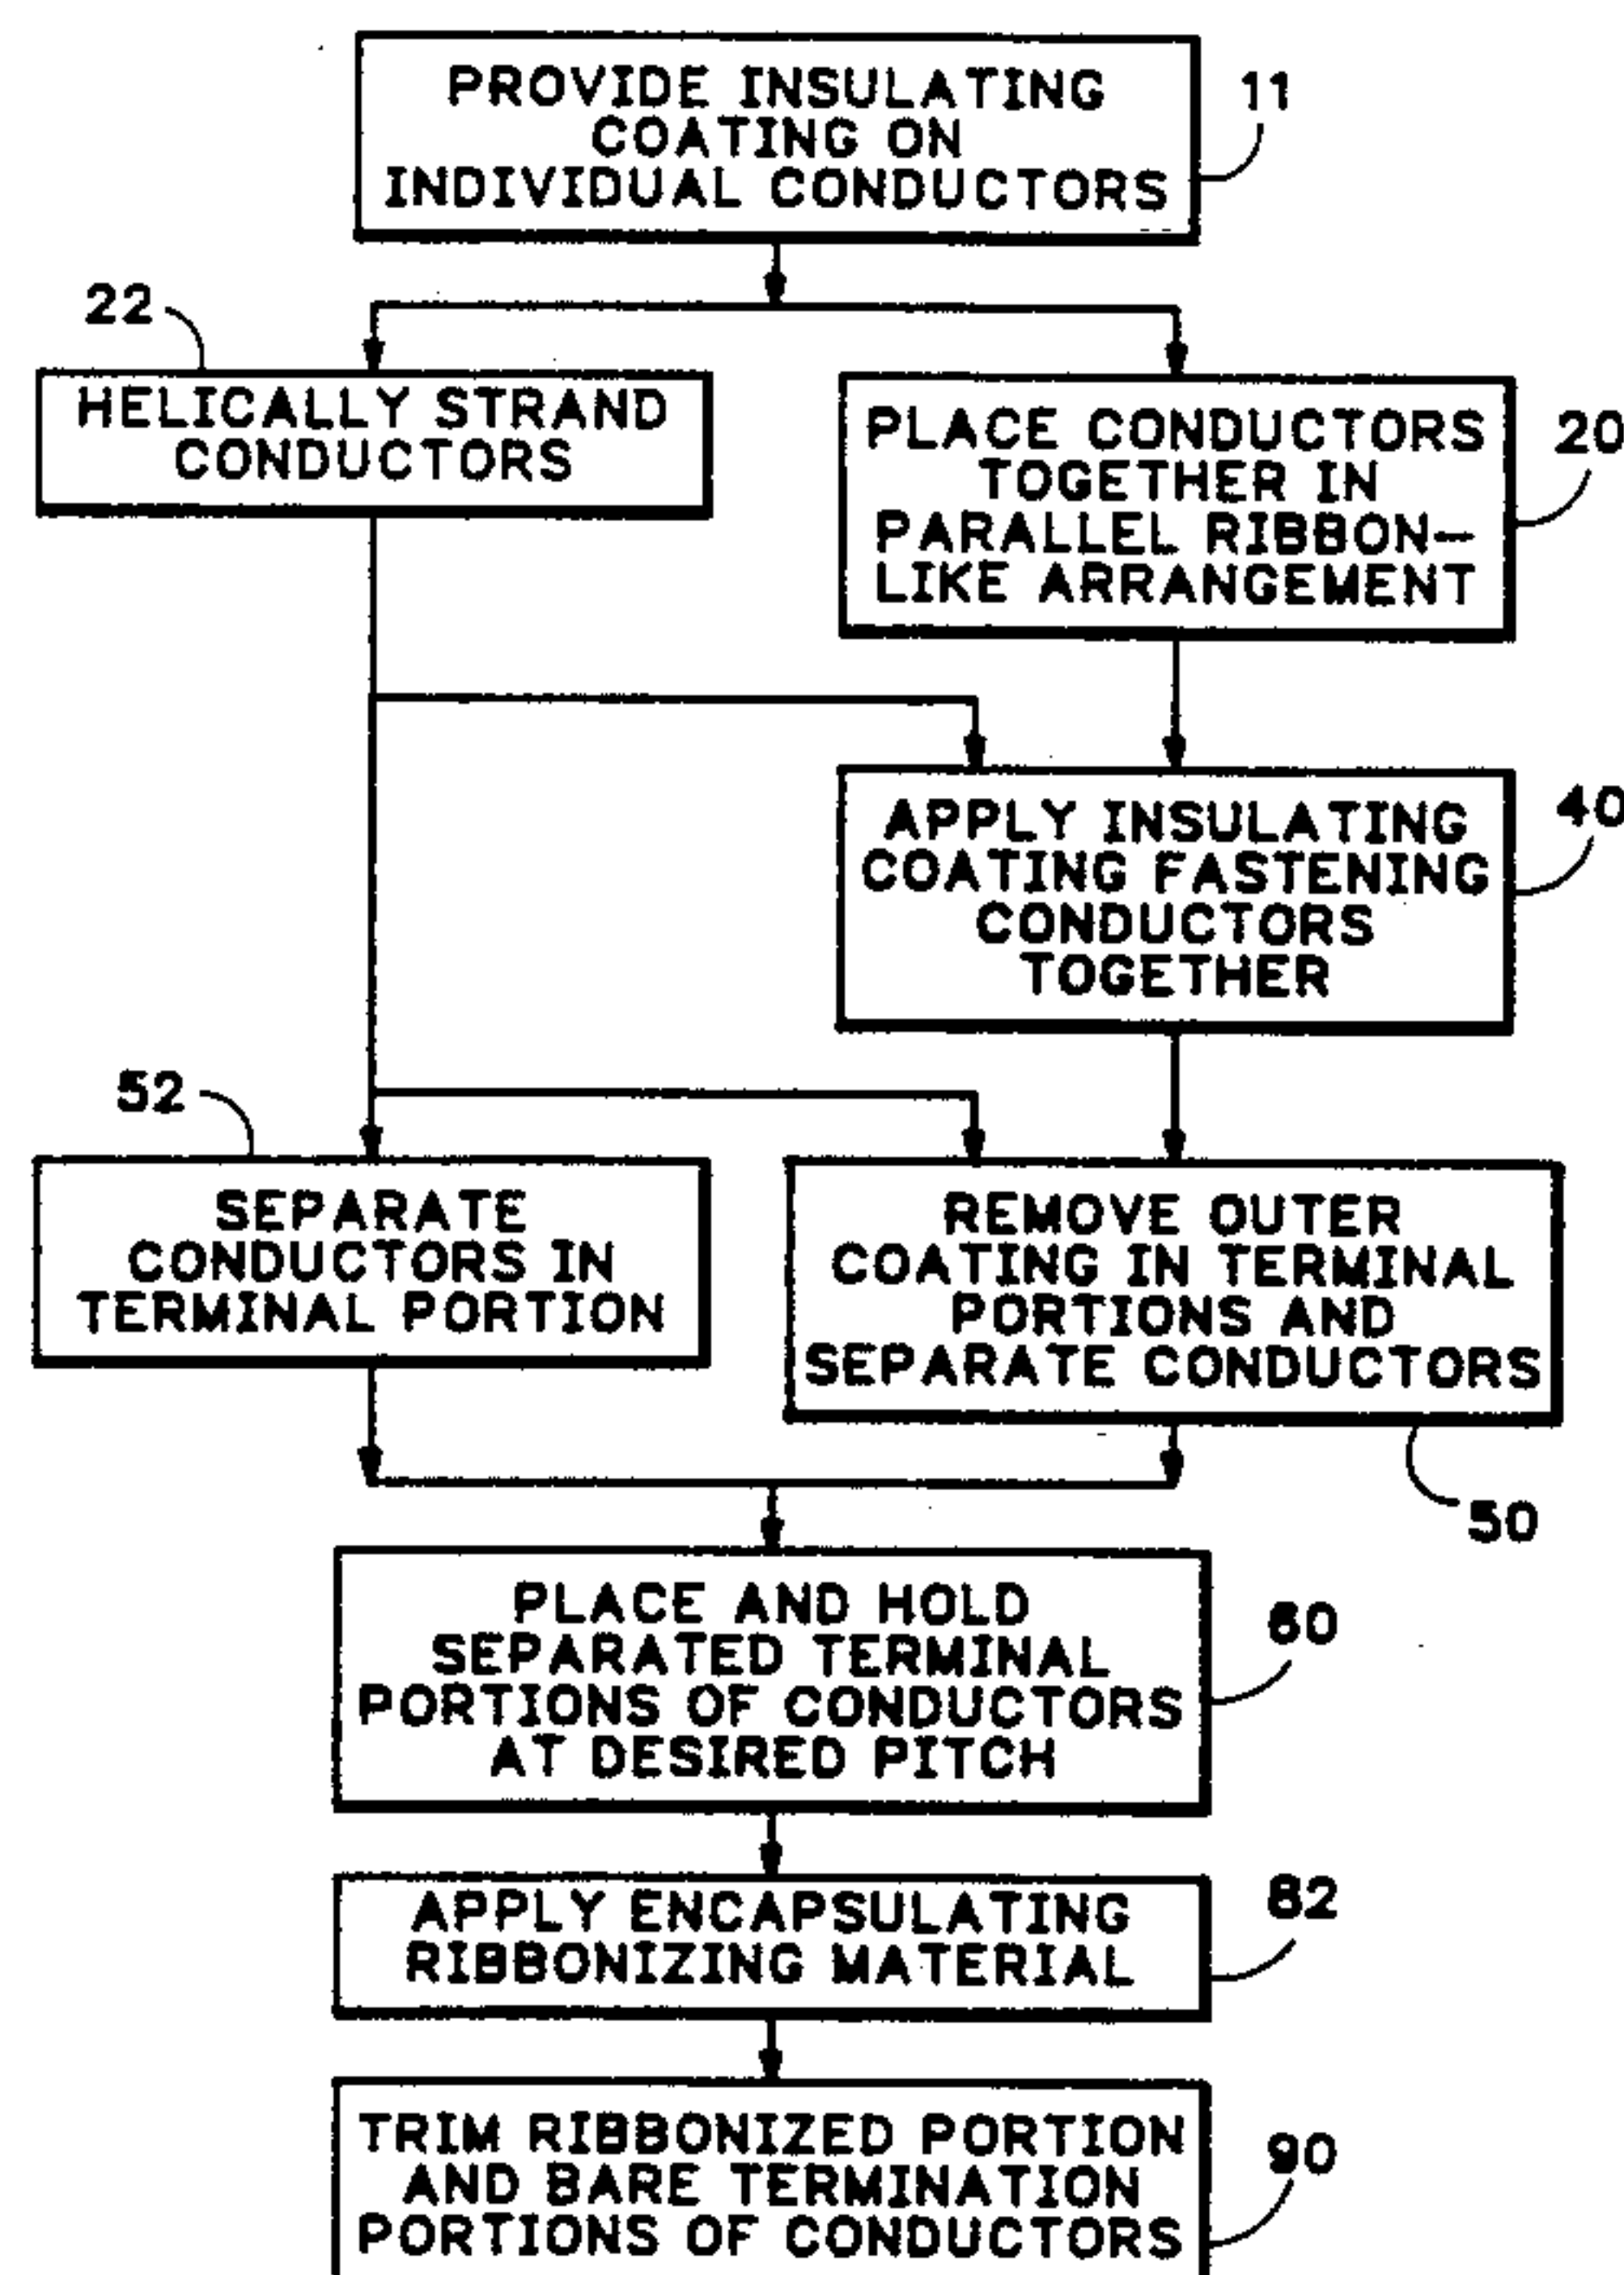 PROVIDE INSULATING
COATING ON
INDIVIDUAL CONDUCTORS
11
22
HELICALLY STRAND
CONDUCTORS
PLACE CONDUCTORS
TOGETHER IN
PARALLEL RIBBON-
LIKE ARRANGEMENT
20
APPLY INSULATING
COATING FASTENING
CONDUCTORS
TOGETHER
40
52
SEPARATE
CONDUCTORS IN
TERMINAL PORTION
REMOVE OUTER
COATING IN TERMINAL
PORTIONS AND
SEPARATE CONDUCTORS
50
PLACE AND HOLD
SEPARATED TERMINAL
PORTIONS OF CONDUCTORS
AT DESIRED PITCH
60
APPLY ENCAPSULATING
RIBBONIZING MATERIAL
82
TRIM RIBBONIZED PORTION
AND BARE TERMINATION
PORTIONS OF CONDUCTORS
90